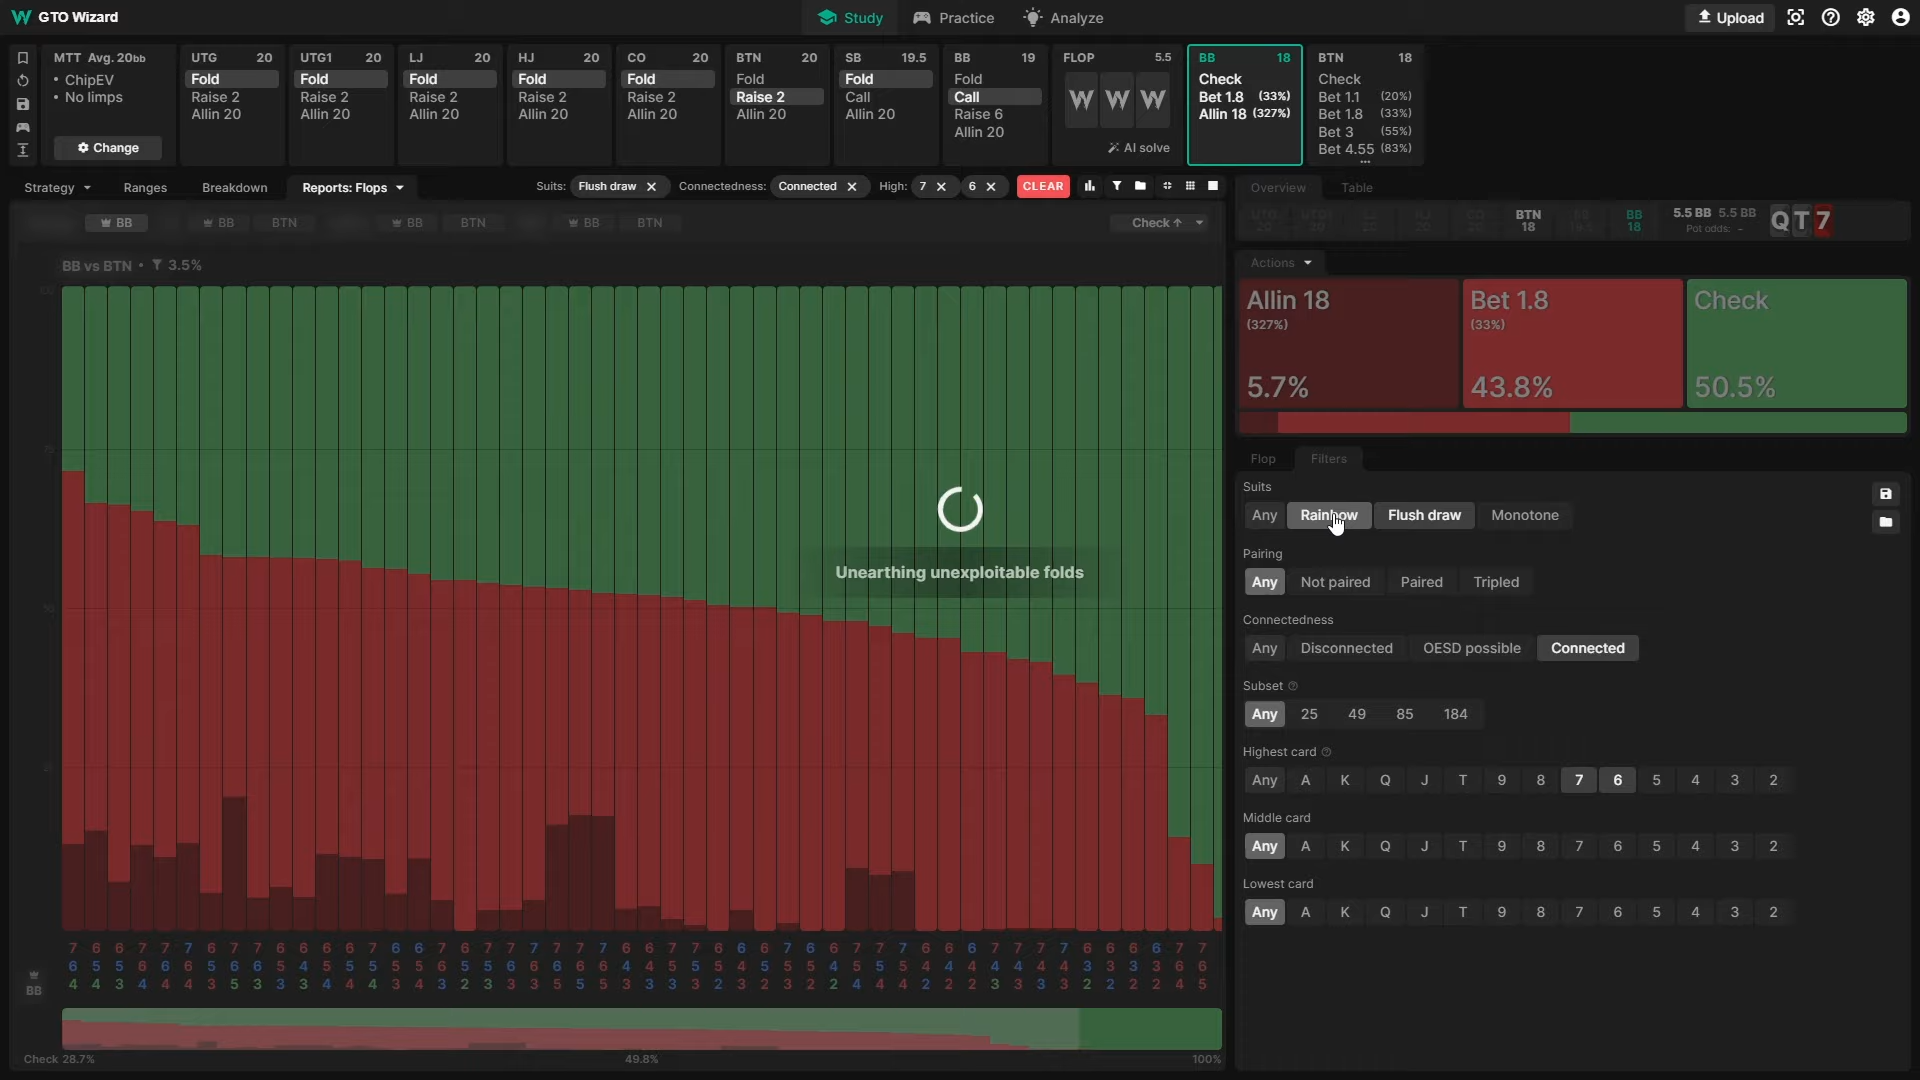 GTO Wizard
Study
Practice
Analyze
Upload
MTT Avg. 20bb
• ChipEV
• No limps
Change
UTG 20
Fold
Raise 2
Allin 20
UTG1 20
Fold
Raise 2
Allin 20
LJ 20
Fold
Raise 2
Allin 20
HJ 20
Fold
Raise 2
Allin 20
CO 20
Fold
Raise 2
Allin 20
BTN 20
Fold
Raise 2
Allin 20
SB 19.5
Fold
Call
Allin 20
BB 19
Fold
Call
Raise 6
Allin 20
FLOP 5.5
AI solve
BB 18
Check
Bet 1.8 (33%)
Allin 18 (327%)
BTN 18
Check
Bet 1.1 (20%)
Bet 1.8 (33%)
Bet 3 (55%)
Bet 4.55 (83%)
...
Strategy
Ranges
Breakdown
Reports: Flops
Suits: Flush draw
Connectedness: Connected
High: 7 6
CLEAR
BB
BB BTN
BB BTN
BB BTN
Check ↑
BB vs BTN • 3.5%
Unearthing unexploitable folds
BB
Check 28.7% 49.8% 100%
Overview
Table
BTN 18
BB 18
5.5 BB 5.5 BB
Pot odds: –
Q T 7
Actions
Allin 18
(327%)
5.7%
Bet 1.8
(33%)
43.8%
Check
50.5%
Flop
Filters
Suits
Any Rainbow Flush draw Monotone
Pairing
Any Not paired Paired Tripled
Connectedness
Any Disconnected OESD possible Connected
Subset
Any 25 49 85 184
Highest card
Any A K Q J T 9 8 7 6 5 4 3 2
Middle card
Any A K Q J T 9 8 7 6 5 4 3 2
Lowest card
Any A K Q J T 9 8 7 6 5 4 3 2